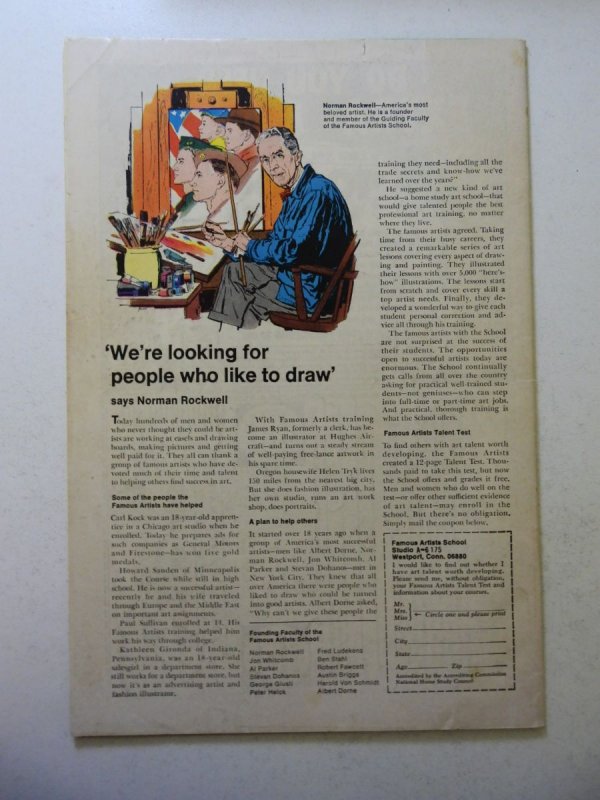 Norman Rockwell—America's most
beloved artist. He is a founder
and member of the Guiding Faculty
of the Famous Artists School.
'We're looking for
people who like to draw'
says Norman Rockwell
Today hundreds of men and women
who never thought they could be art-
ists are working at easels and drawing
boards, making pictures and getting
well paid for it. They all can thank a
group of famous artists who have de-
voted much of their time and talent
to helping others find success in art.
Some of the people the
Famous Artists have helped
Carl Kock was an 18-year-old appren-
tice in a Chicago art studio when he
enrolled. Today he prepares ads for
such companies as General Motors
and Firestone—has won five gold
medals.
Howard Sanden of Minneapolis
took the Course while still in high
school. He is now a successful artist—
recently he and his wife traveled
through Europe and the Middle East
on important art assignments.
Paul Sullivan enrolled at 14. His
Famous Artists training helped him
work his way through college.
Kathleen Gironda of Indiana,
Pennsylvania, was an 18-year-old
salesgirl in a department store. She
still works for a department store, but
now it's as an advertising artist and
fashion illustrator.
With Famous Artists training
James Ryan, formerly a clerk, has be-
come an illustrator at Hughes Air-
craft—and turns out a steady stream
of well-paying free-lance artwork in
his spare time.
Oregon housewife Helen Tryk lives
150 miles from the nearest big city.
But she does fashion illustration, has
her own studio, runs an art work
shop, does portraits.
A plan to help others
It started over 18 years ago when a
group of America's most successful
artists—men like Albert Dorne, Nor-
man Rockwell, Jon Whitcomb, Al
Parker and Stevan Dohanos—met in
New York City. They knew that all
over America there were people who
liked to draw who could be turned
into good artists. Albert Dorne asked,
"Why can't we give these people the
Founding Faculty of the
Famous Artists School
Norman Rockwell
Jon Whitcomb
Al Parker
Stevan Dohanos
George Giusti
Peter Helck
Fred Ludekens
Ben Stahl
Robert Fawcett
Austin Briggs
Harold Von Schmidt
Albert Dorne
training they need—including all the
trade secrets and know-how we've
learned over the years?"
He suggested a new kind of art
school—a home study art school—that
would give talented people the best
professional art training, no matter
where they live.
The famous artists agreed. Taking
time from their busy careers, they
created a remarkable series of art
lessons covering every aspect of draw-
ing and painting. They illustrated
their lessons with over 5,000 "here's-
how" illustrations. The lessons start
from scratch and cover every skill a
top artist needs. Finally, they de-
veloped a wonderful way to give each
student personal correction and ad-
vice all through his training.
The famous artists with the School
are not surprised at the success of
their students. The opportunities
open to successful artists today are
enormous. The School continually
gets calls from all over the country
asking for practical well-trained stu-
dents—not geniuses—who can step
into full-time or part-time art jobs.
And practical, thorough training is
what the School offers.
Famous Artists Talent Test
To find others with art talent worth
developing, the Famous Artists
created a 12-page Talent Test. Thou-
sands paid to take this test, but now
the School offers and grades it free.
Men and women who do well on the
test—or offer other sufficient evidence
of art talent—may enroll in the
School. But there's no obligation.
Simply mail the coupon below.
Famous Artists School
Studio A-6175
Westport, Conn. 06880
I would like to find out whether I
have art talent worth developing.
Please send me, without obligation,
your Famous Artists Talent Test and
information about your courses.
Mr.
Mrs.
Miss
Circle one and please print
Street
City
State
Age Zip
Accredited by the Accrediting Commission
National Home Study Council